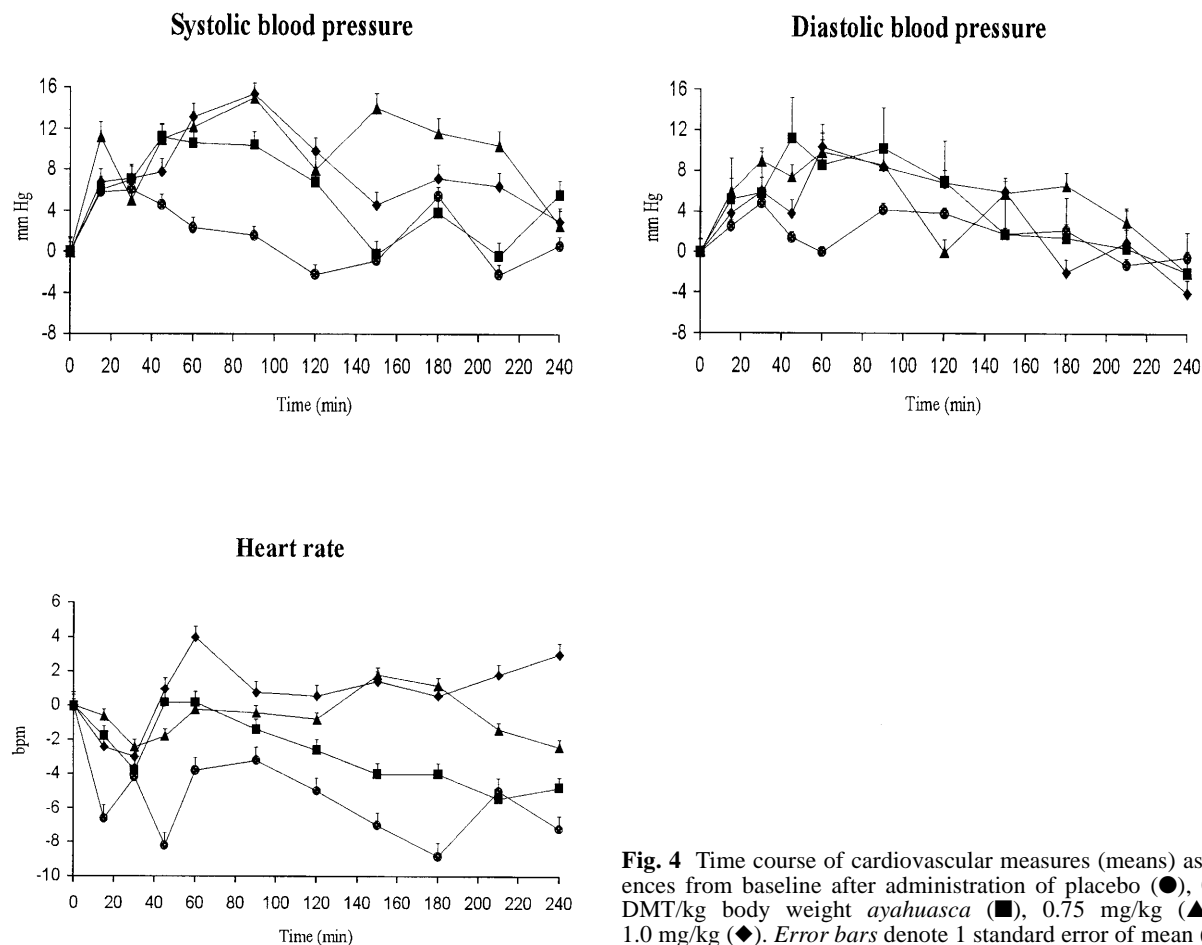 Systolic blood pressure
16
12
8
4
0
-4
-8
mm Hg
0 20 40 60 80 100 120 140 160 180 200 220 240
Time (min)
Diastolic blood pressure
16
12
8
4
0
-4
-8
mm Hg
0 20 40 60 80 100 120 140 160 180 200 220 240
Time (min)
Heart rate
6
4
2
0
-2
-4
-6
-8
-10
bpm
0 20 40 60 80 100 120 140 160 180 200 220 240
Time (min)
Fig. 4 Time course of cardiovascular measures (means) as
ences from baseline after administration of placebo (●),
DMT/kg body weight ayahuasca (■), 0.75 mg/kg (▲
1.0 mg/kg (◆). Error bars denote 1 standard error of mean (